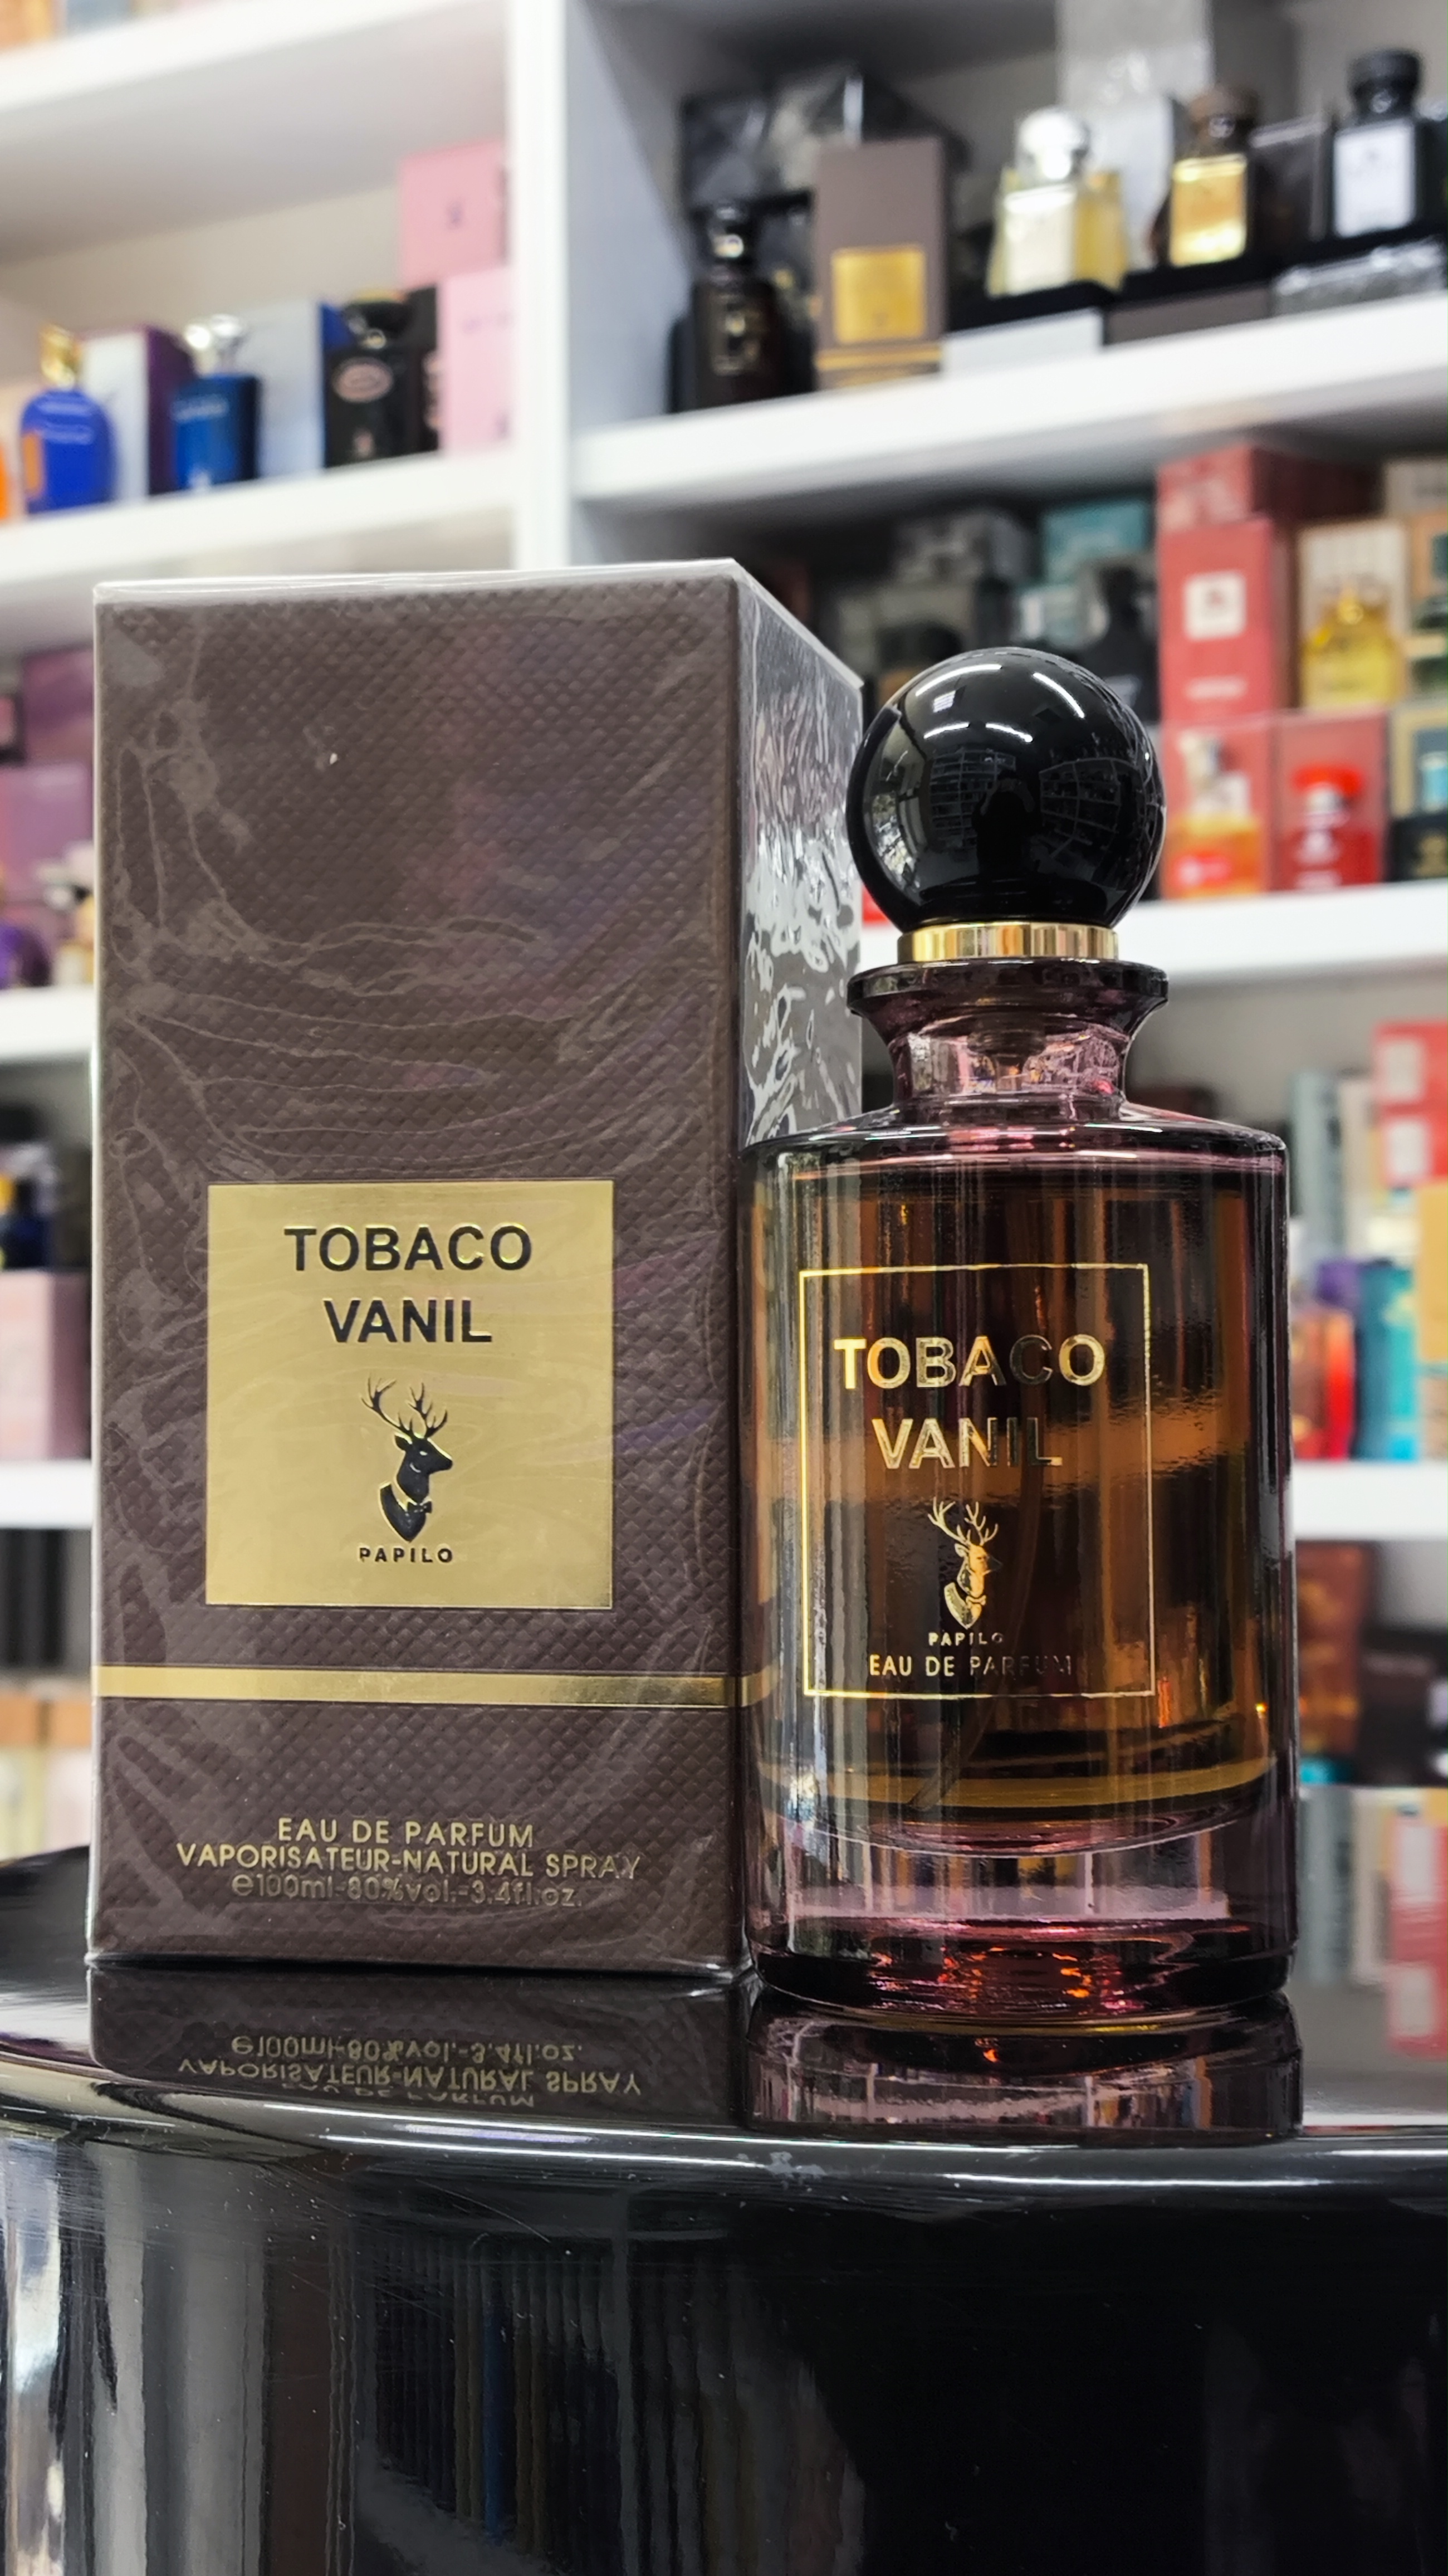 TOBACO
VANIL
PAPILO
EAU DE PARFUM
VAPORISATEUR-NATURAL SPRAY
e100ml-80%vol.-3.4fl.oz.
TOBACO
VANIL
PAPILO
EAU DE PARFUM